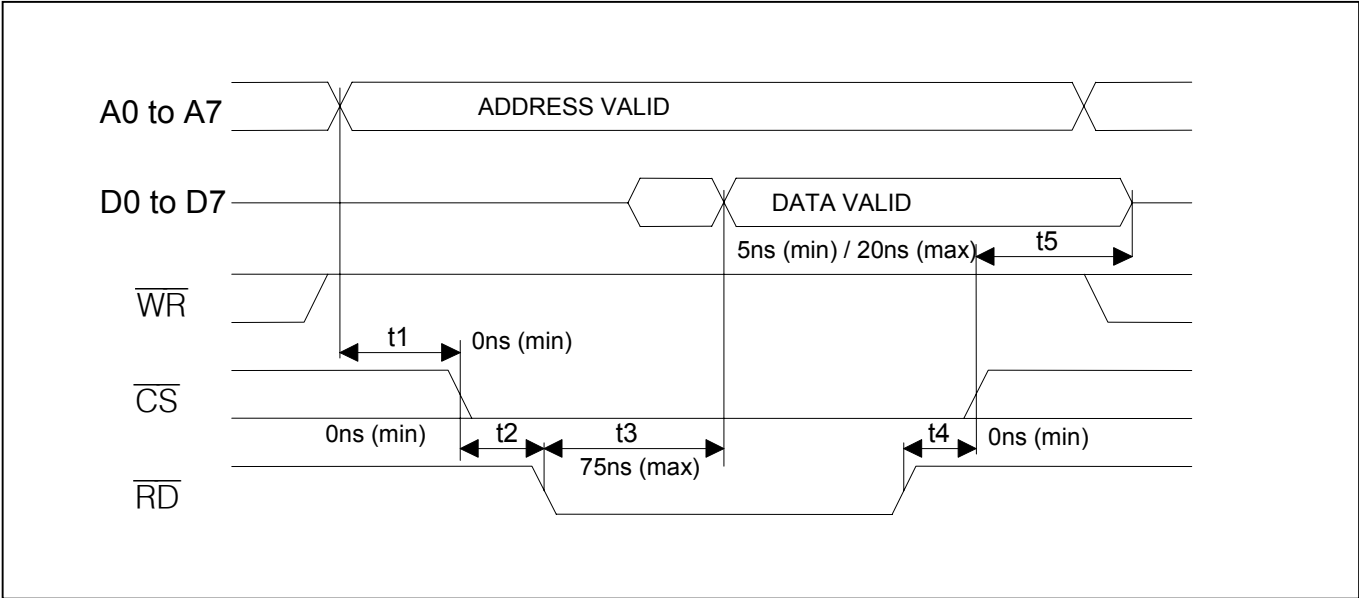 A0 to A7
ADDRESS VALID
D0 to D7
DATA VALID
5ns (min) / 20ns (max)
t5
WR
t1
0ns (min)
CS
0ns (min)
t2
t3
t4
0ns (min)
75ns (max)
RD